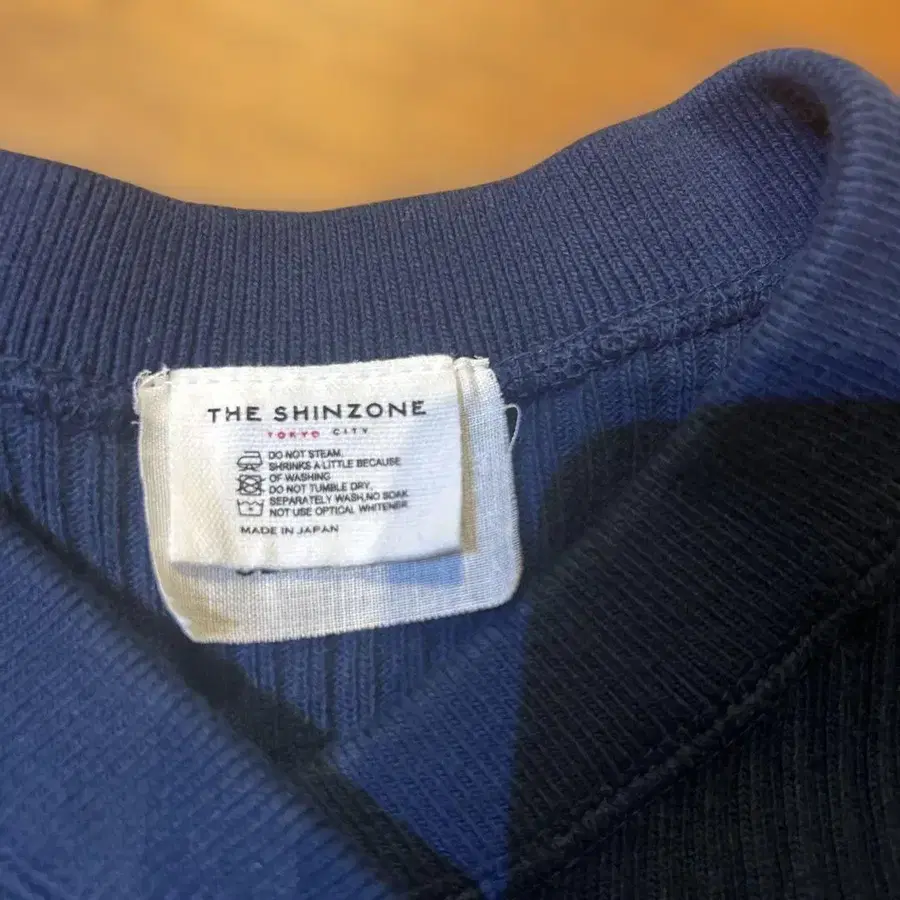 THE SHINZONE
TOKYO CITY
DO NOT STEAM.
SHRINKS A LITTLE BECAUSE
OF WASHING
DO NOT TUMBLE DRY.
SEPARATELY WASH,NO SOAK
NOT USE OPTICAL WHITENER
MADE IN JAPAN